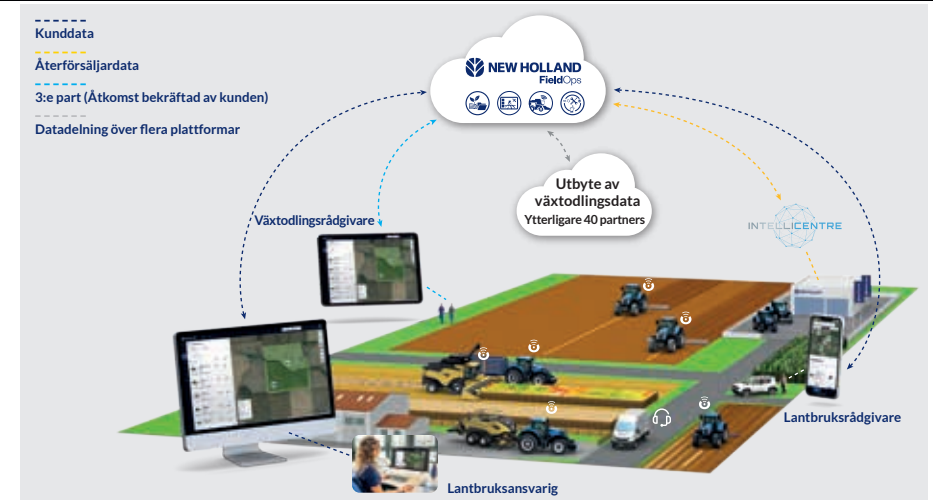 Kunddata
Återförsäljardata
3:e part (Åtkomst bekräftad av kunden)
Datadelning över flera plattformar
NEW HOLLAND
FieldOps
Utbyte av
växtodlingsdata
Ytterligare 40 partners
Växtodlingsrådgivare
INTELLICENTRE
Lantbruksrådgivare
Lantbruksansvarig